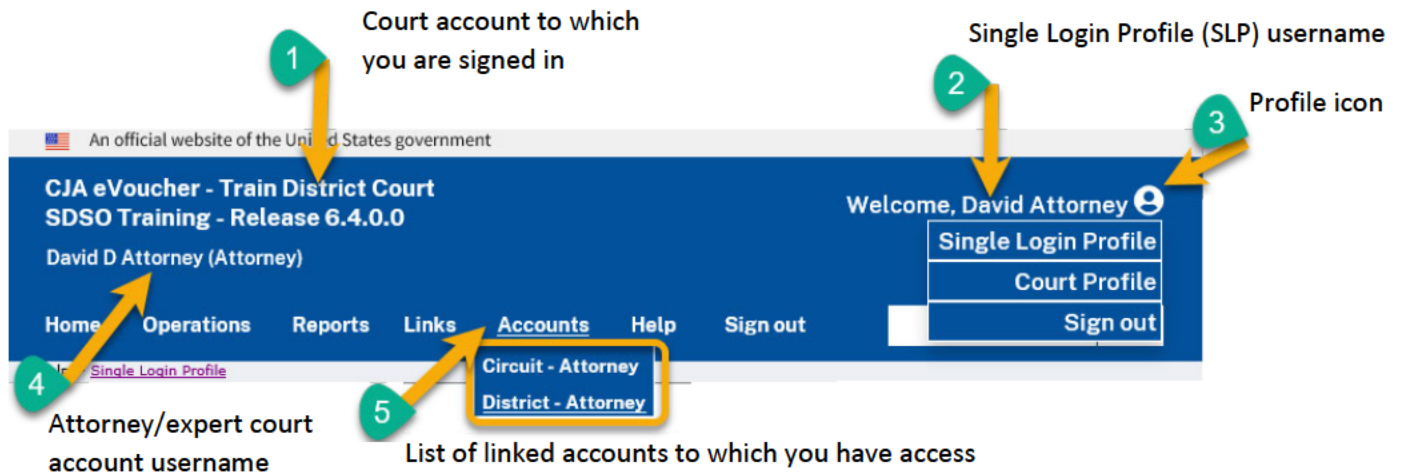 Court account to which
you are signed in
1
Single Login Profile (SLP) username
2
Profile icon
3
An official website of the United States government
CJA eVoucher - Train District Court
SDSO Training - Release 6.4.0.0
David D Attorney (Attorney)
Welcome, David Attorney
Single Login Profile
Court Profile
Sign out
Home Operations Reports Links Accounts Help Sign out
Single Login Profile
Circuit - Attorney
District - Attorney
4
Attorney/expert court
account username
5
List of linked accounts to which you have access